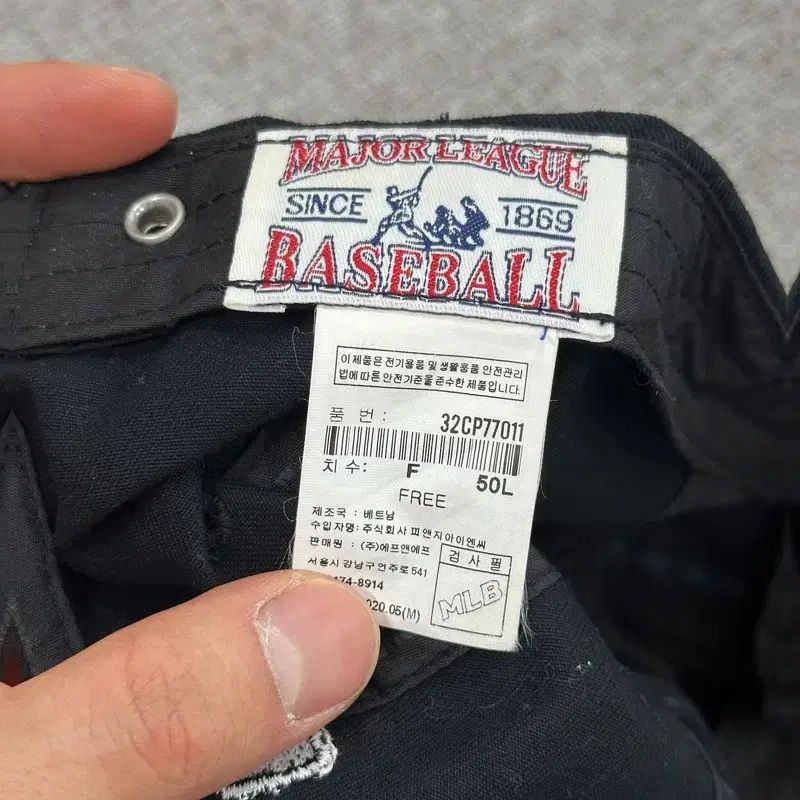 MAJOR LEAGUE
SINCE 1869
BASEBALL
이 제품은 전기용품 및 생활용품 안전관리
법에 따른 안전기준을 준수한 제품입니다.
품 번 : 32CP77011
치 수 : F 50L
FREE
제조국 : 베트남
수입자명 : 주식회사 피앤지아이엔씨
판매원 : (주)에프앤에프
서울시 강남구 언주로 541
474-8914
020.05(M)
검 사 필
MLB